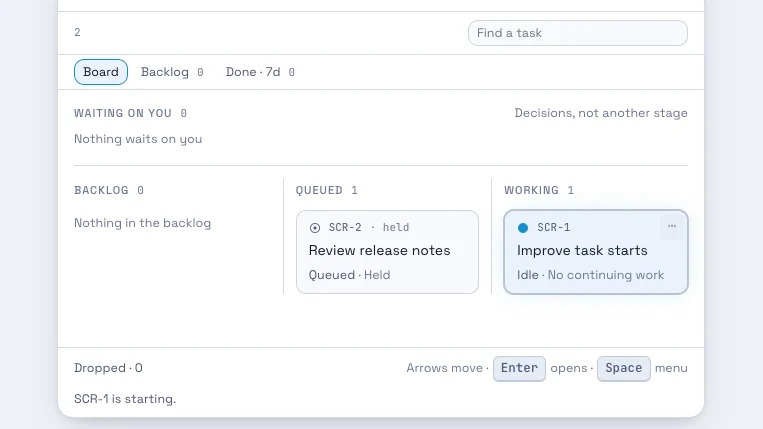 2
Find a task
Board Backlog 0 Done · 7d 0
WAITING ON YOU 0
Decisions, not another stage
Nothing waits on you
BACKLOG 0
Nothing in the backlog
QUEUED 1
SCR-2 · held
Review release notes
Queued · Held
WORKING 1
SCR-1 ...
Improve task starts
Idle · No continuing work
Dropped · 0
Arrows move · Enter opens · Space menu
SCR-1 is starting.